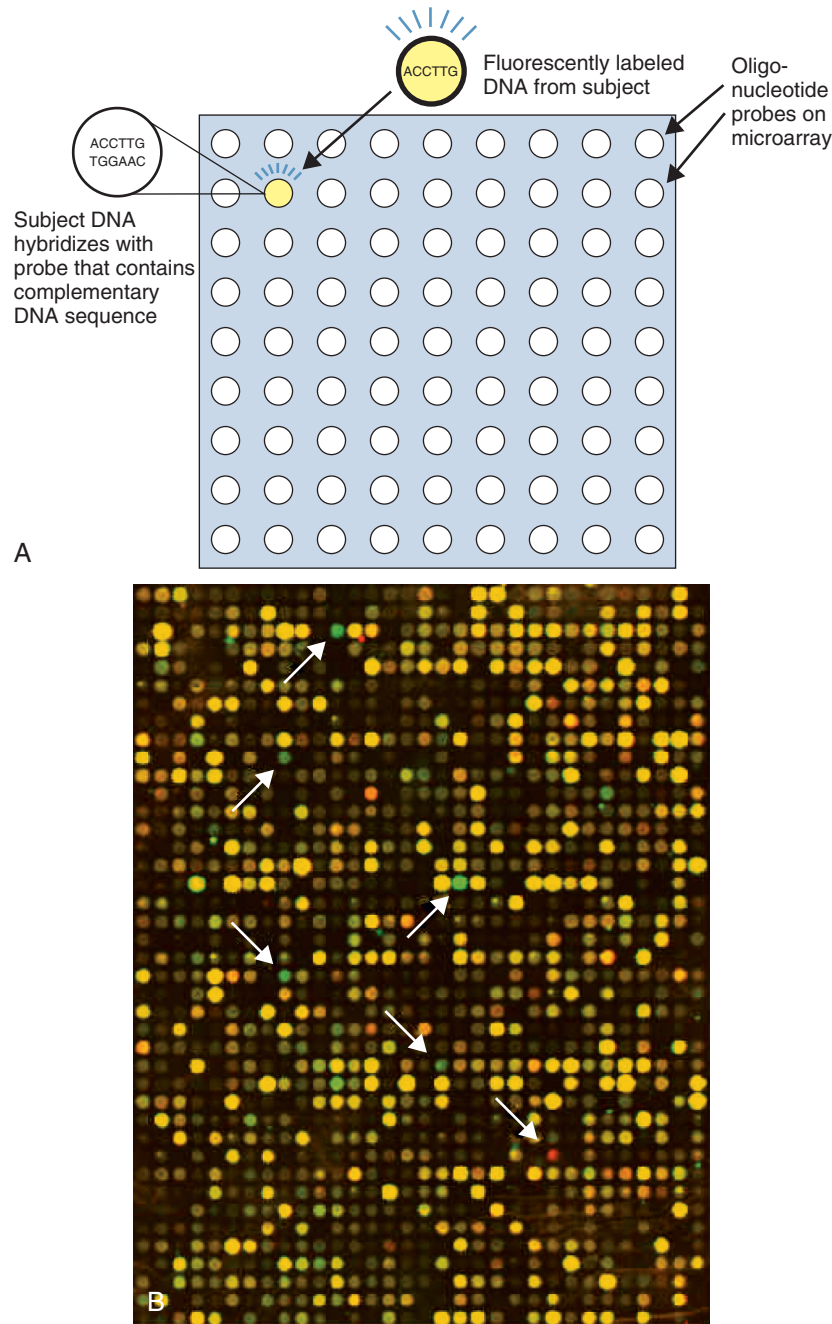 ACCTTG
Fluorescently labeled
DNA from subject
Oligo-
nucleotide
probes on
microarray
ACCTTG
TGGAAC
Subject DNA
hybridizes with
probe that contains
complementary
DNA sequence
A
B